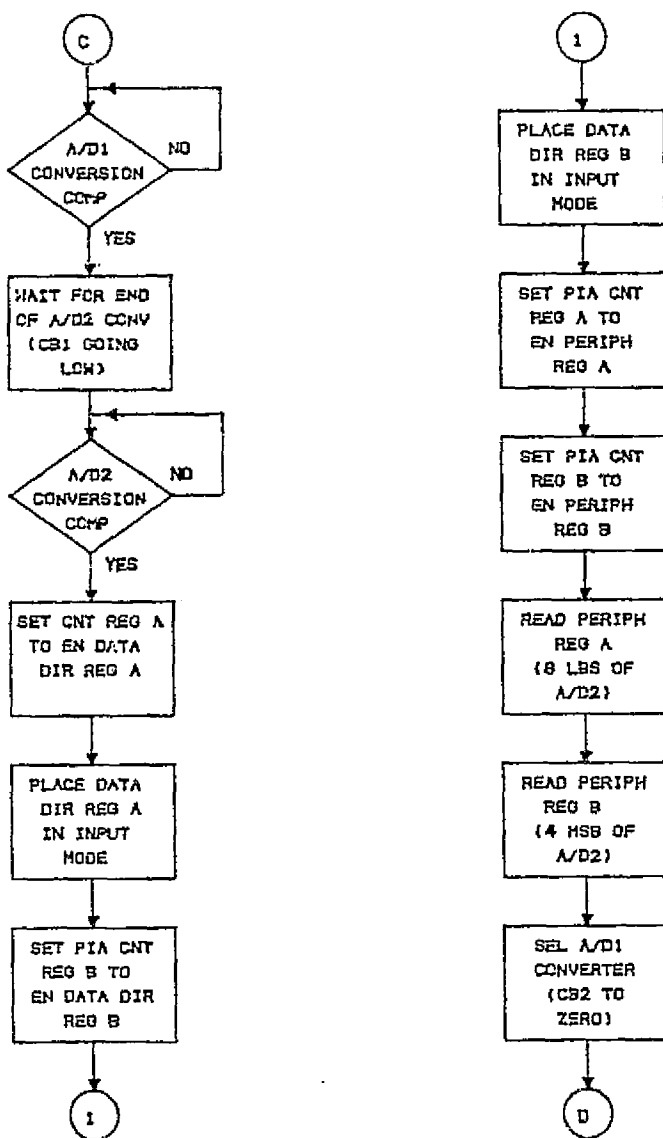 C
A/D1
CONVERSION
COMP
NO
YES
WAIT FOR END
OF A/D2 CONV
(CB1 GOING
LOW)
A/D2
CONVERSION
COMP
NO
YES
SET CNT REG A
TO EN DATA
DIR REG A
PLACE DATA
DIR REG A
IN INPUT
MODE
SET PIA CNT
REG B TO
EN DATA DIR
REG B
1
1
PLACE DATA
DIR REG B
IN INPUT
MODE
SET PIA CNT
REG A TO
EN PERIPH
REG A
SET PIA CNT
REG B TO
EN PERIPH
REG B
READ PERIPH
REG A
(8 LBS OF
A/D2)
READ PERIPH
REG B
(4 MSB OF
A/D2)
SEL A/D1
CONVERTER
(CB2 TO
ZERO)
D